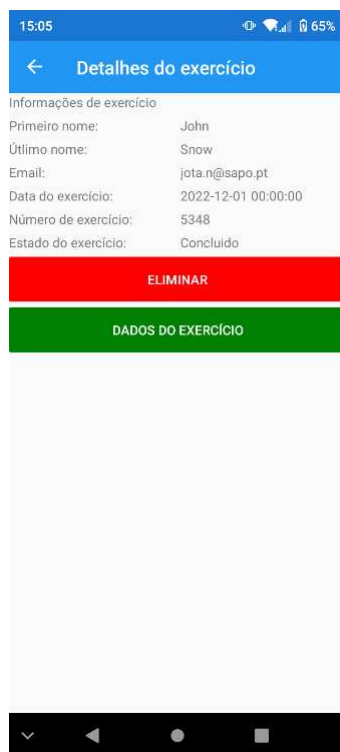 15:05 65%
Detalhes do exercício
Informações de exercício
Primeiro nome: John
Útlimo nome: Snow
Email: jota.n@sapo.pt
Data do exercício: 2022-12-01 00:00:00
Número de exercício: 5348
Estado do exercício: Concluido
ELIMINAR
DADOS DO EXERCÍCIO